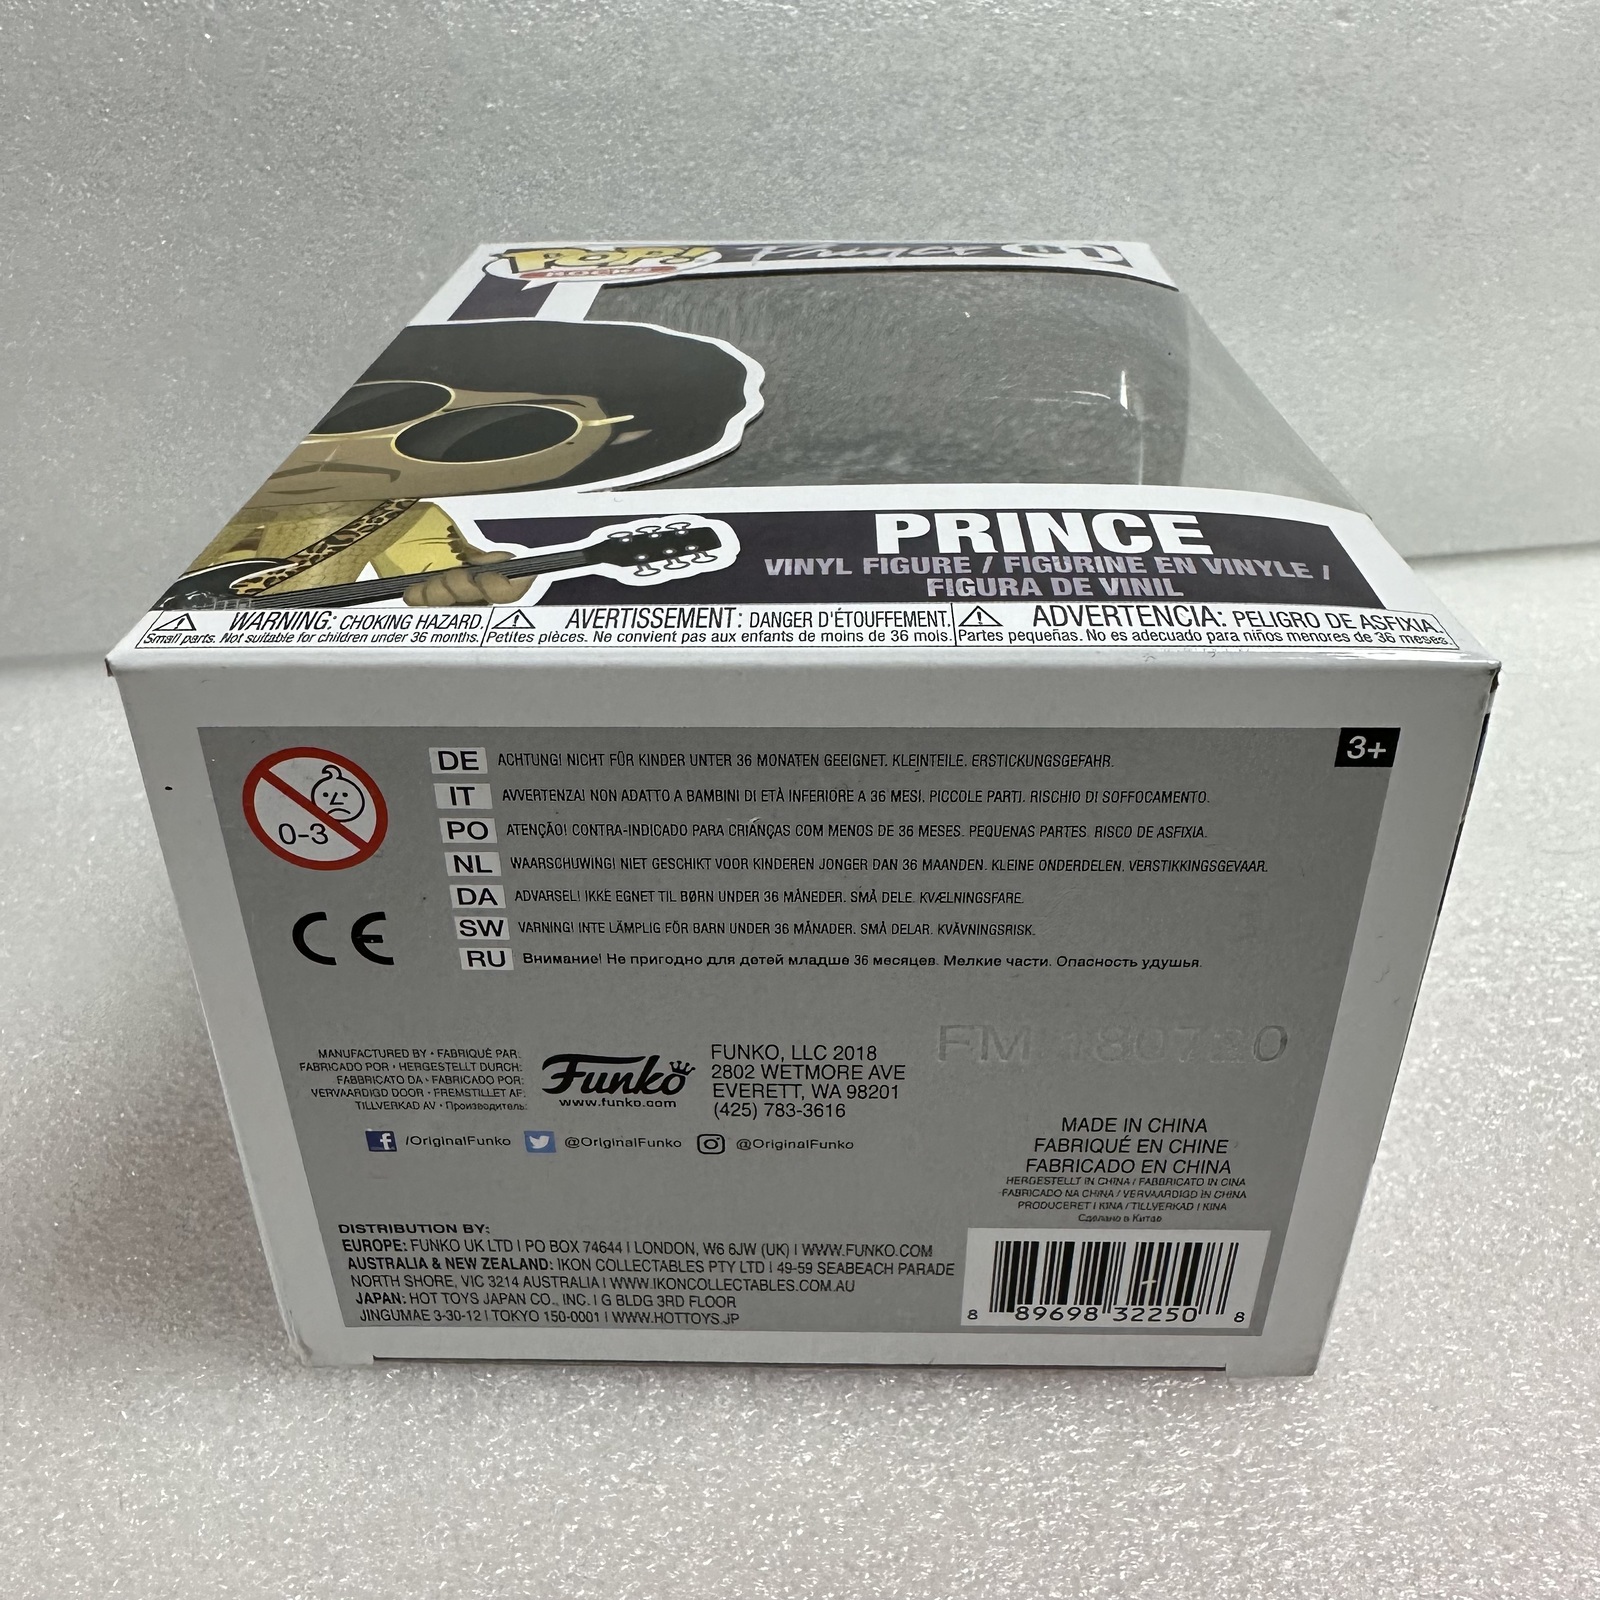 POP!
ROCKS
Prince
PRINCE
VINYL FIGURE / FIGURINE EN VINYLE /
FIGURA DE VINIL
WARNING: CHOKING HAZARD.
Small parts. Not suitable for children under 36 months.
AVERTISSEMENT: DANGER D'ÉTOUFFEMENT.
Petites pièces. Ne convient pas aux enfants de moins de 36 mois.
ADVERTENCIA: PELIGRO DE ASFIXIA.
Partes pequeñas. No es adecuado para niños menores de 36 meses.
3+
0-3
DE ACHTUNG! NICHT FÜR KINDER UNTER 36 MONATEN GEEIGNET. KLEINTEILE. ERSTICKUNGSGEFAHR.
IT AVVERTENZA! NON ADATTO A BAMBINI DI ETÀ INFERIORE A 36 MESI. PICCOLE PARTI. RISCHIO DI SOFFOCAMENTO.
PO ATENÇÃO! CONTRA-INDICADO PARA CRIANÇAS COM MENOS DE 36 MESES. PEQUENAS PARTES. RISCO DE ASFIXIA.
NL WAARSCHUWING! NIET GESCHIKT VOOR KINDEREN JONGER DAN 36 MAANDEN. KLEINE ONDERDELEN. VERSTIKKINGSGEVAAR.
DA ADVARSEL! IKKE EGNET TIL BØRN UNDER 36 MÅNEDER. SMÅ DELE. KVÆLNINGSFARE.
SW VARNING! INTE LÄMPLIG FÖR BARN UNDER 36 MÅNADER. SMÅ DELAR. KVÄVNINGSRISK.
RU Внимание! Не пригодно для детей младше 36 месяцев. Мелкие части. Опасность удушья.
CE
MANUFACTURED BY • FABRIQUÉ PAR:
FABRICADO POR • HERGESTELLT DURCH:
FABBRICATO DA • FABRICADO POR:
VERVAARDIGD DOOR • FREMSTILLET AF:
TILLVERKAD AV • Производитель:
Funko
www.funko.com
FUNKO, LLC 2018
2802 WETMORE AVE
EVERETT, WA 98201
(425) 783-3616
/OriginalFunko @OriginalFunko @OriginalFunko
MADE IN CHINA
FABRIQUÉ EN CHINE
FABRICADO EN CHINA
HERGESTELLT IN CHINA / FABBRICATO IN CINA
FABRICADO NA CHINA / VERVAARDIGD IN CHINA
PRODUCERET I KINA / TILLVERKAD I KINA
Сделано в Китае
DISTRIBUTION BY:
EUROPE: FUNKO UK LTD | PO BOX 74644 | LONDON, W6 6JW (UK) | WWW.FUNKO.COM
AUSTRALIA & NEW ZEALAND: IKON COLLECTABLES PTY LTD | 49-59 SEABEACH PARADE
NORTH SHORE, VIC 3214 AUSTRALIA | WWW.IKONCOLLECTABLES.COM.AU
JAPAN: HOT TOYS JAPAN CO., INC. | G BLDG 3RD FLOOR
JINGUMAE 3-30-12 | TOKYO 150-0001 | WWW.HOTTOYS.JP
8 89698 32250 8